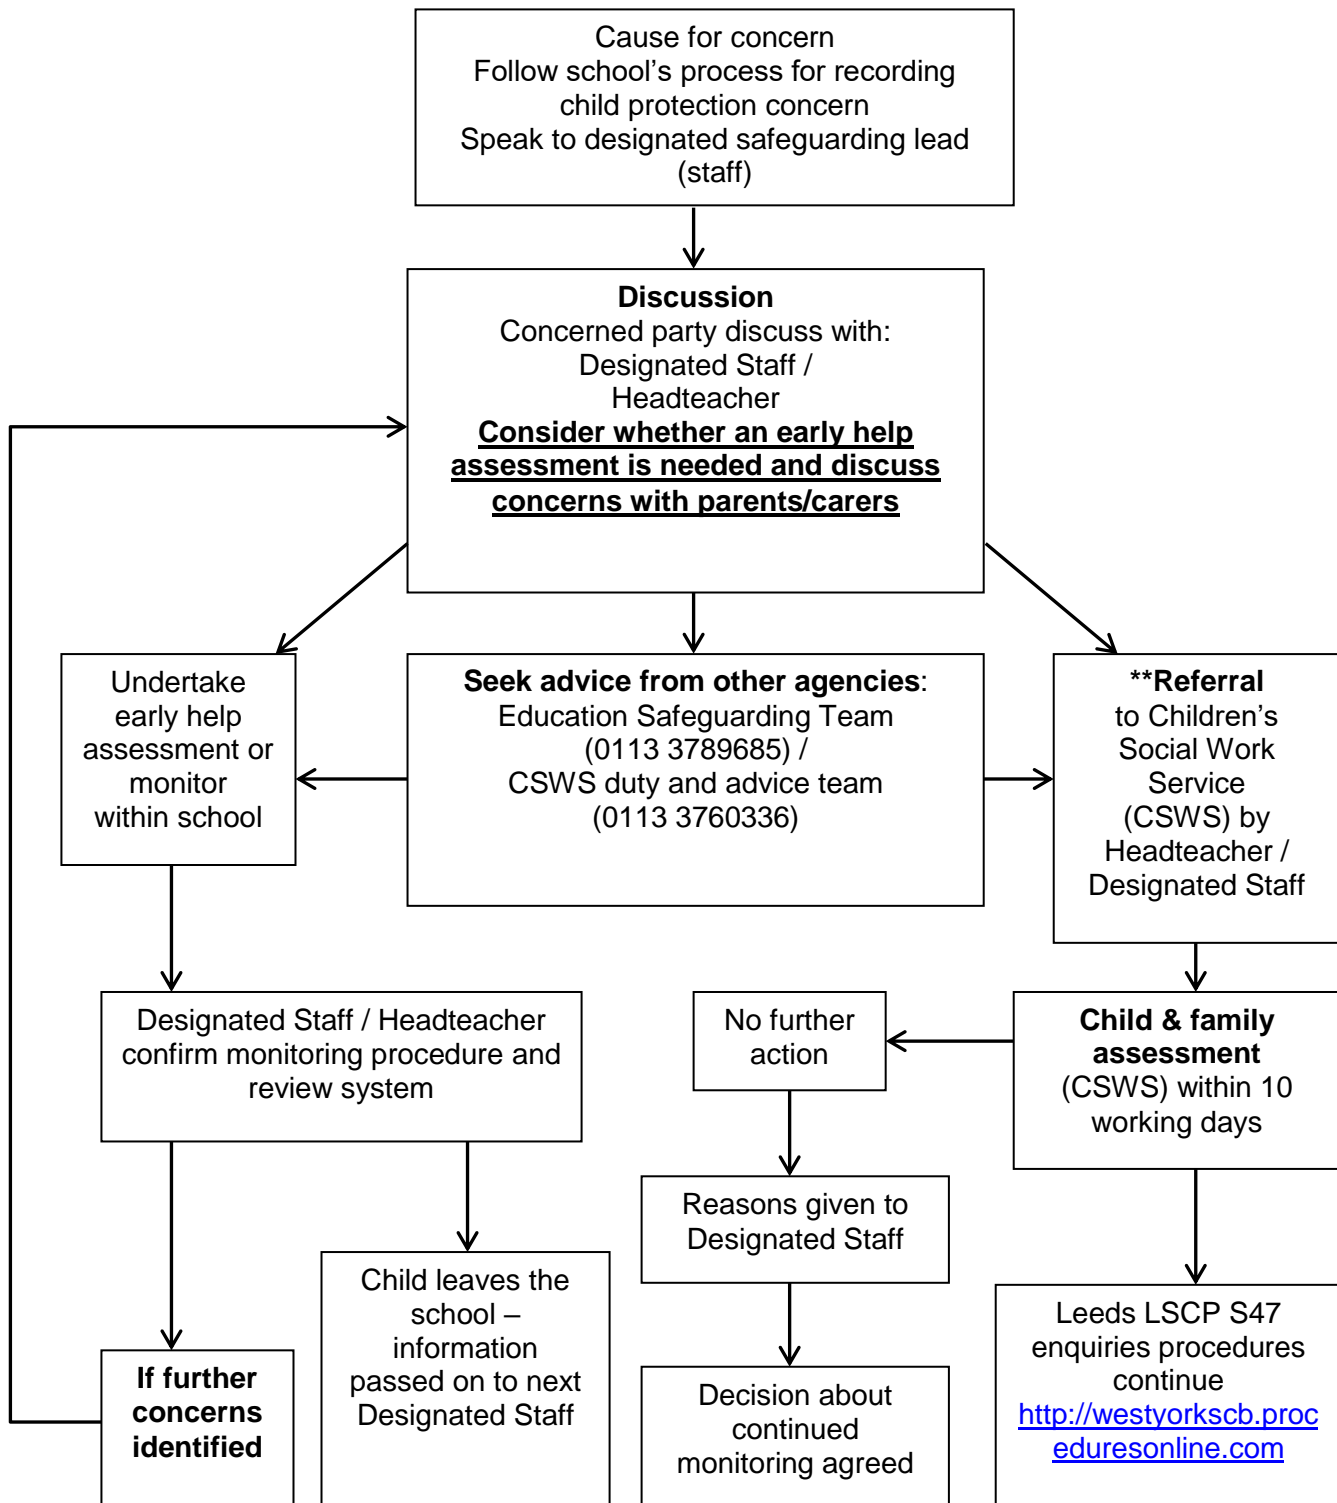 Cause for concern
Follow school's process for recording
child protection concern
Speak to designated safeguarding lead
(staff)
Discussion
Concerned party discuss with:
Designated Staff /
Headteacher
Consider whether an early help
assessment is needed and discuss
concerns with parents/carers
Undertake
early help
assessment or
monitor
within school
Seek advice from other agencies:
Education Safeguarding Team
(0113 3789685) /
CSWS duty and advice team
(0113 3760336)
**Referral
to Children's
Social Work
Service
(CSWS) by
Headteacher /
Designated Staff
Designated Staff / Headteacher
confirm monitoring procedure and
review system
No further
action
Child & family
assessment
(CSWS) within 10
working days
Reasons given to
Designated Staff
If further
concerns
identified
Child leaves the
school –
information
passed on to next
Designated Staff
Decision about
continued
monitoring agreed
Leeds LSCP S47
enquiries procedures
continue
http://westyorkscb.proc
eduresonline.com